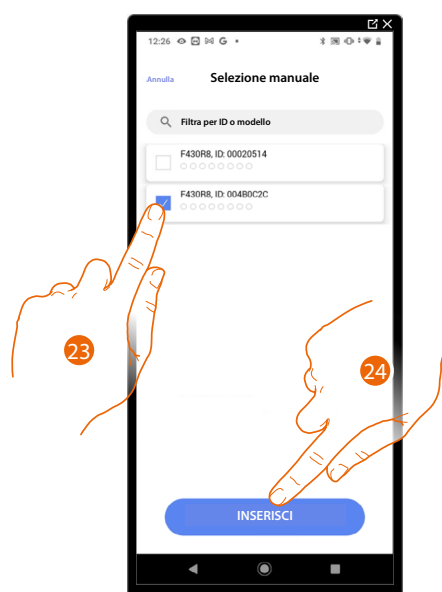 12:26 G
Annulla Selezione manuale
Filtra per ID o modello
F430R8, ID: 00020514
F430R8, ID: 004B0C2C
23
24
INSERISCI